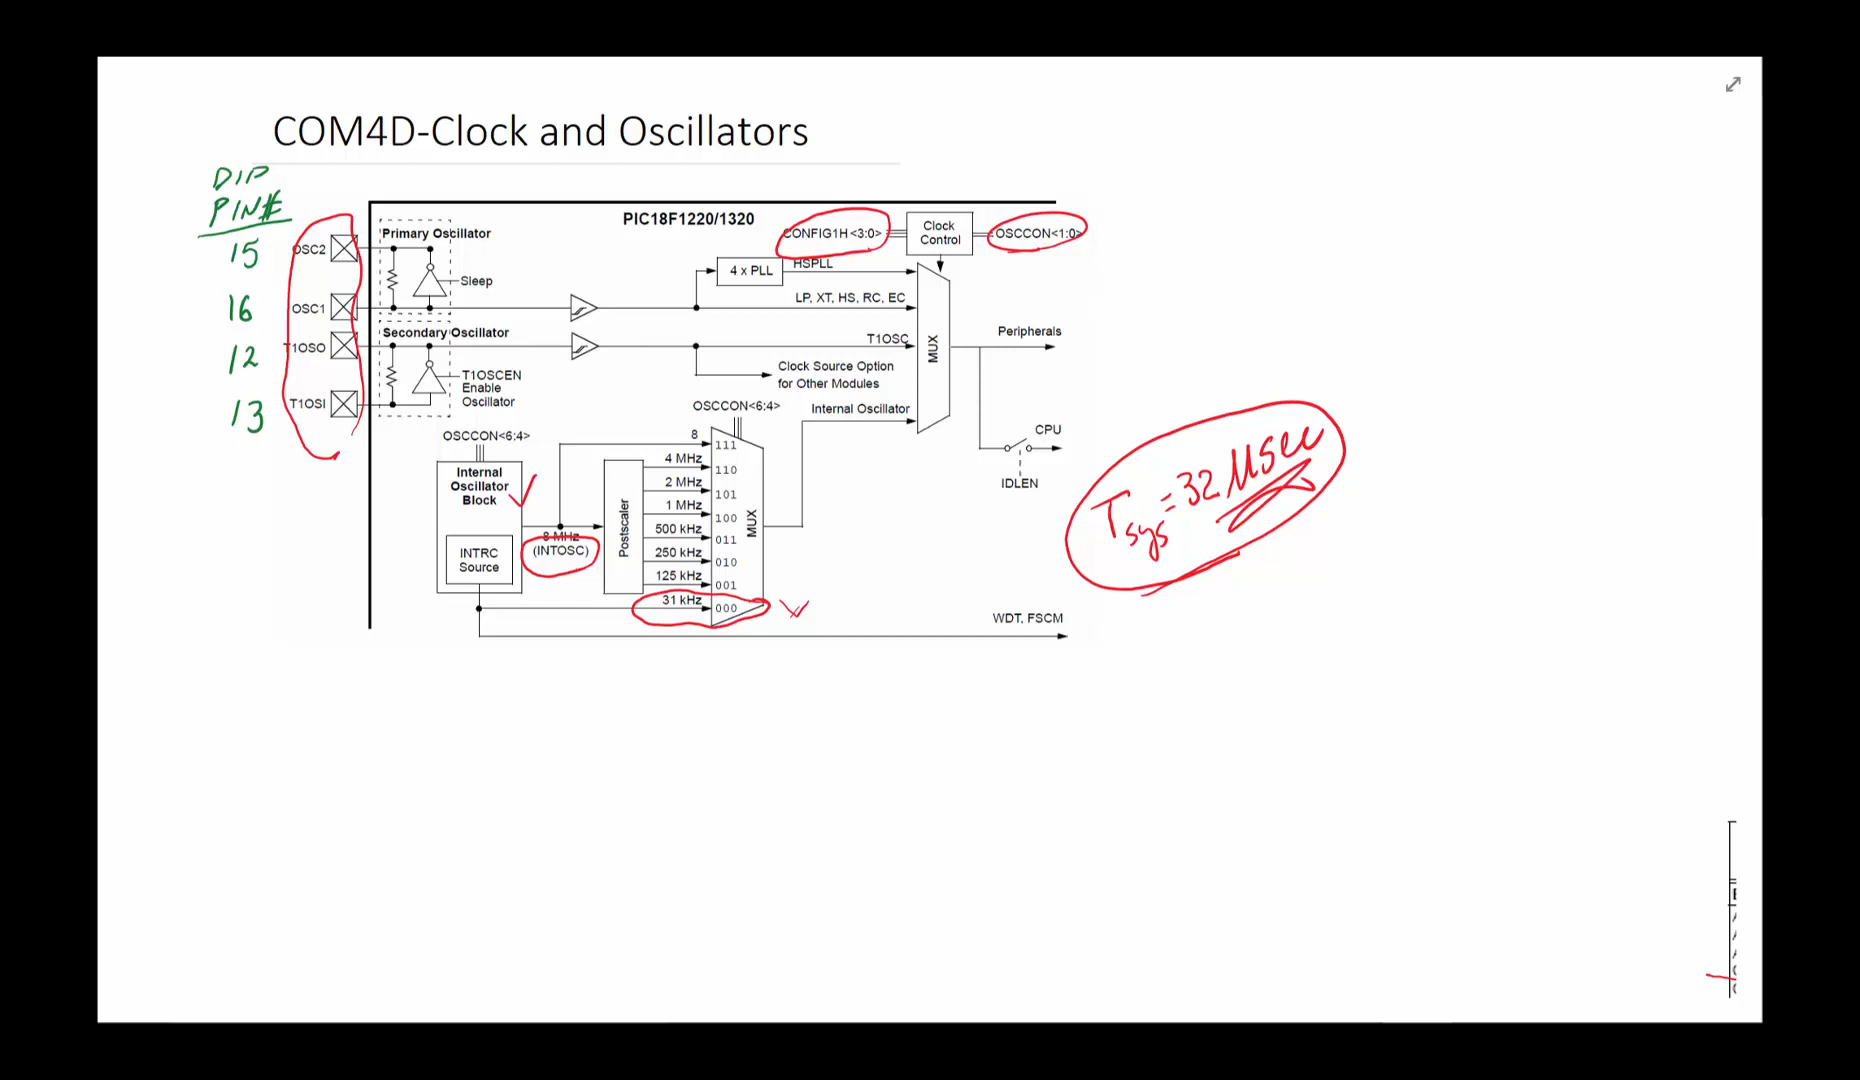 COM4D-Clock and Oscillators
DIP
PIN#
15
16
12
13
PIC18F1220/1320
CONFIG1H<3:0>
Clock
Control
OSCCON<1:0>
Primary Oscillator
OSC2
Sleep
OSC1
4 x PLL
HSPLL
LP, XT, HS, RC, EC
Secondary Oscillator
T1OSO
T1OSCEN
Enable
Oscillator
T1OSI
T1OSC
Clock Source Option
for Other Modules
MUX
Peripherals
Internal Oscillator
CPU
IDLEN
OSCCON<6:4>
OSCCON<6:4>
Internal
Oscillator
Block
INTRC
Source
8 MHz
(INTOSC)
Postscaler
8
111
4 MHz
110
2 MHz
101
1 MHz
100
500 kHz
011
250 kHz
010
125 kHz
001
31 kHz
000
MUX
WDT, FSCM
Tsys = 32 Msec